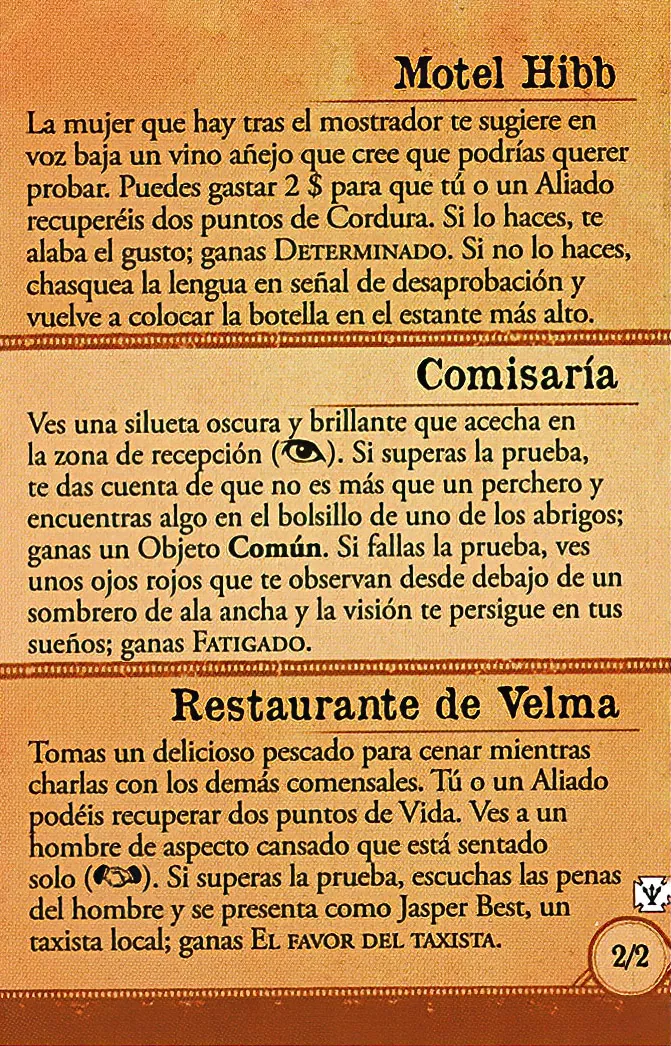 Motel Hibb
La mujer que hay tras el mostrador te sugiere en
voz baja un vino añejo que cree que podrías querer
probar. Puedes gastar 2 $ para que tú o un Aliado
recuperéis dos puntos de Cordura. Si lo haces, te
alaba el gusto; ganas DETERMINADO. Si no lo haces,
chasquea la lengua en señal de desaprobación y
vuelve a colocar la botella en el estante más alto.
Comisaría
Ves una silueta oscura y brillante que acecha en
la zona de recepción (). Si superas la prueba,
te das cuenta de que no es más que un perchero y
encuentras algo en el bolsillo de uno de los abrigos;
ganas un Objeto Común. Si fallas la prueba, ves
unos ojos rojos que te observan desde debajo de un
sombrero de ala ancha y la visión te persigue en tus
sueños; ganas FATIGADO.
Restaurante de Velma
Tomas un delicioso pescado para cenar mientras
charlas con los demás comensales. Tú o un Aliado
podéis recuperar dos puntos de Vida. Ves a un
hombre de aspecto cansado que está sentado
solo (). Si superas la prueba, escuchas las penas
del hombre y se presenta como Jasper Best, un
taxista local; ganas EL FAVOR DEL TAXISTA.
2/2